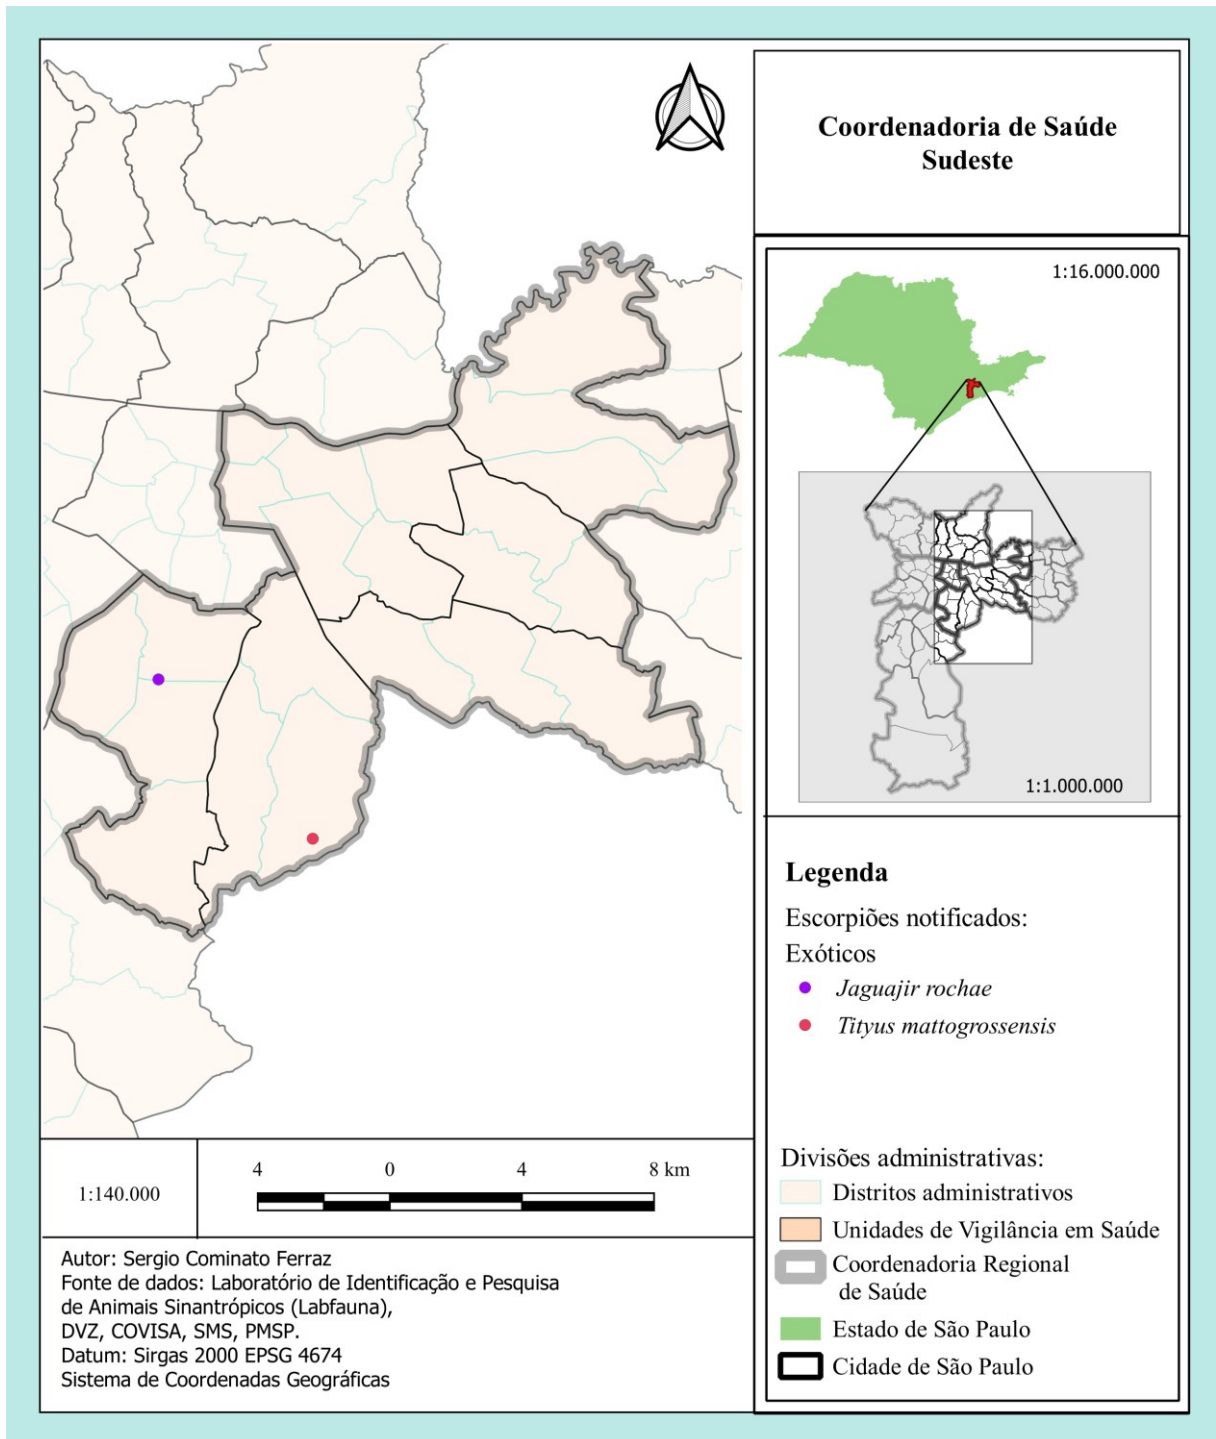 Coordenadoria de Saúde
Sudeste
1:16.000.000
1:1.000.000
Legenda
Escorpiões notificados:
Exóticos
Jaguajir rochae
Tityus mattogrossensis
Divisões administrativas:
Distritos administrativos
Unidades de Vigilância em Saúde
Coordenadoria Regional
de Saúde
Estado de São Paulo
Cidade de São Paulo
1:140.000
4 0 4 8 km
Autor: Sergio Cominato Ferraz
Fonte de dados: Laboratório de Identificação e Pesquisa
de Animais Sinantrópicos (Labfauna),
DVZ, COVISA, SMS, PMSP.
Datum: Sirgas 2000 EPSG 4674
Sistema de Coordenadas Geográficas